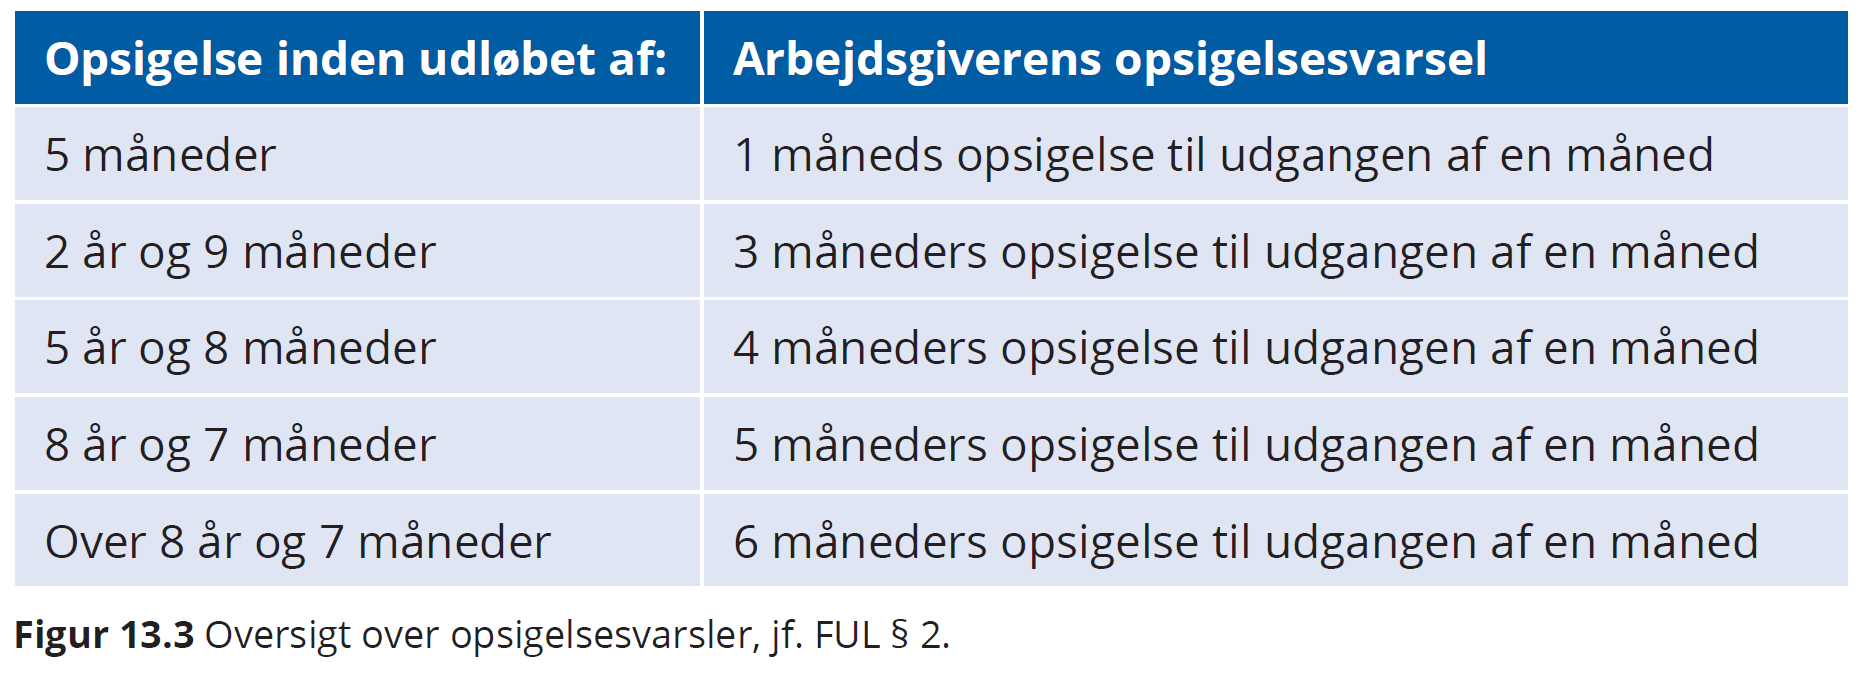 Opsigelse inden udløbet af: Arbejdsgiverens opsigelsesvarsel
5 måneder 1 måneds opsigelse til udgangen af en måned
2 år og 9 måneder 3 måneders opsigelse til udgangen af en måned
5 år og 8 måneder 4 måneders opsigelse til udgangen af en måned
8 år og 7 måneder 5 måneders opsigelse til udgangen af en måned
Over 8 år og 7 måneder 6 måneders opsigelse til udgangen af en måned
Figur 13.3 Oversigt over opsigelsesvarsler, jf. FUL § 2.